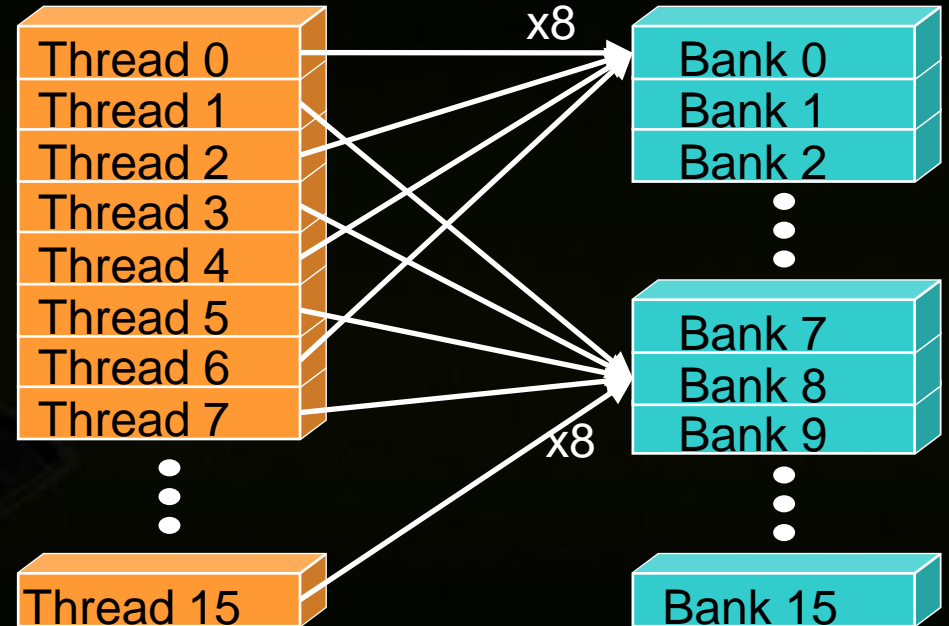 x8
Thread 0
Thread 1
Thread 2
Thread 3
Thread 4
Thread 5
Thread 6
Thread 7
Thread 15
Bank 0
Bank 1
Bank 2
Bank 7
Bank 8
Bank 9
x8
Bank 15